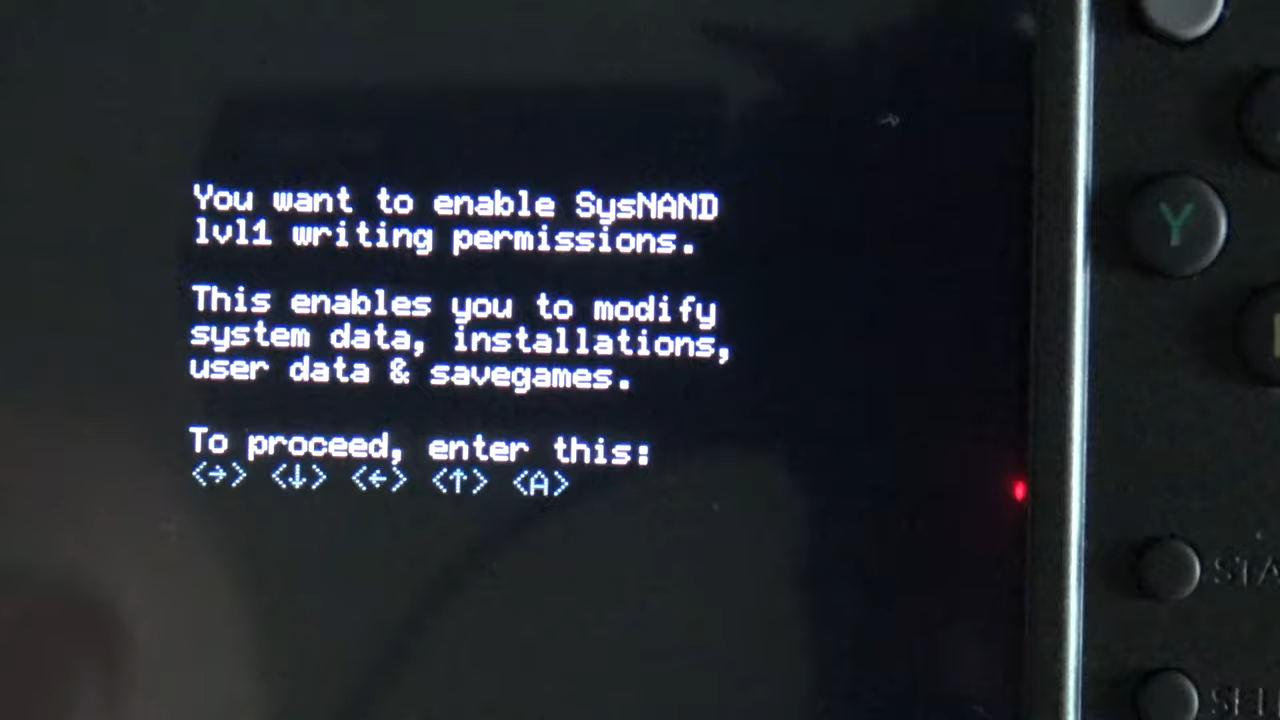 You want to enable SysNAND
lvl1 writing permissions.
This enables you to modify
system data, installations,
user data & savegames.
To proceed, enter this:
<→> <↓> <←> <↑> <A>
Y